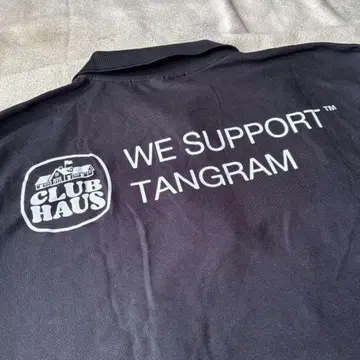 CLUB
HAUS
WE SUPPORT™
TANGRAM